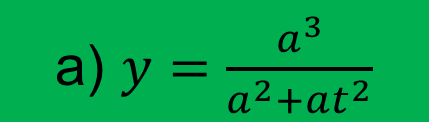 a) y = a³ / (a²+at²)